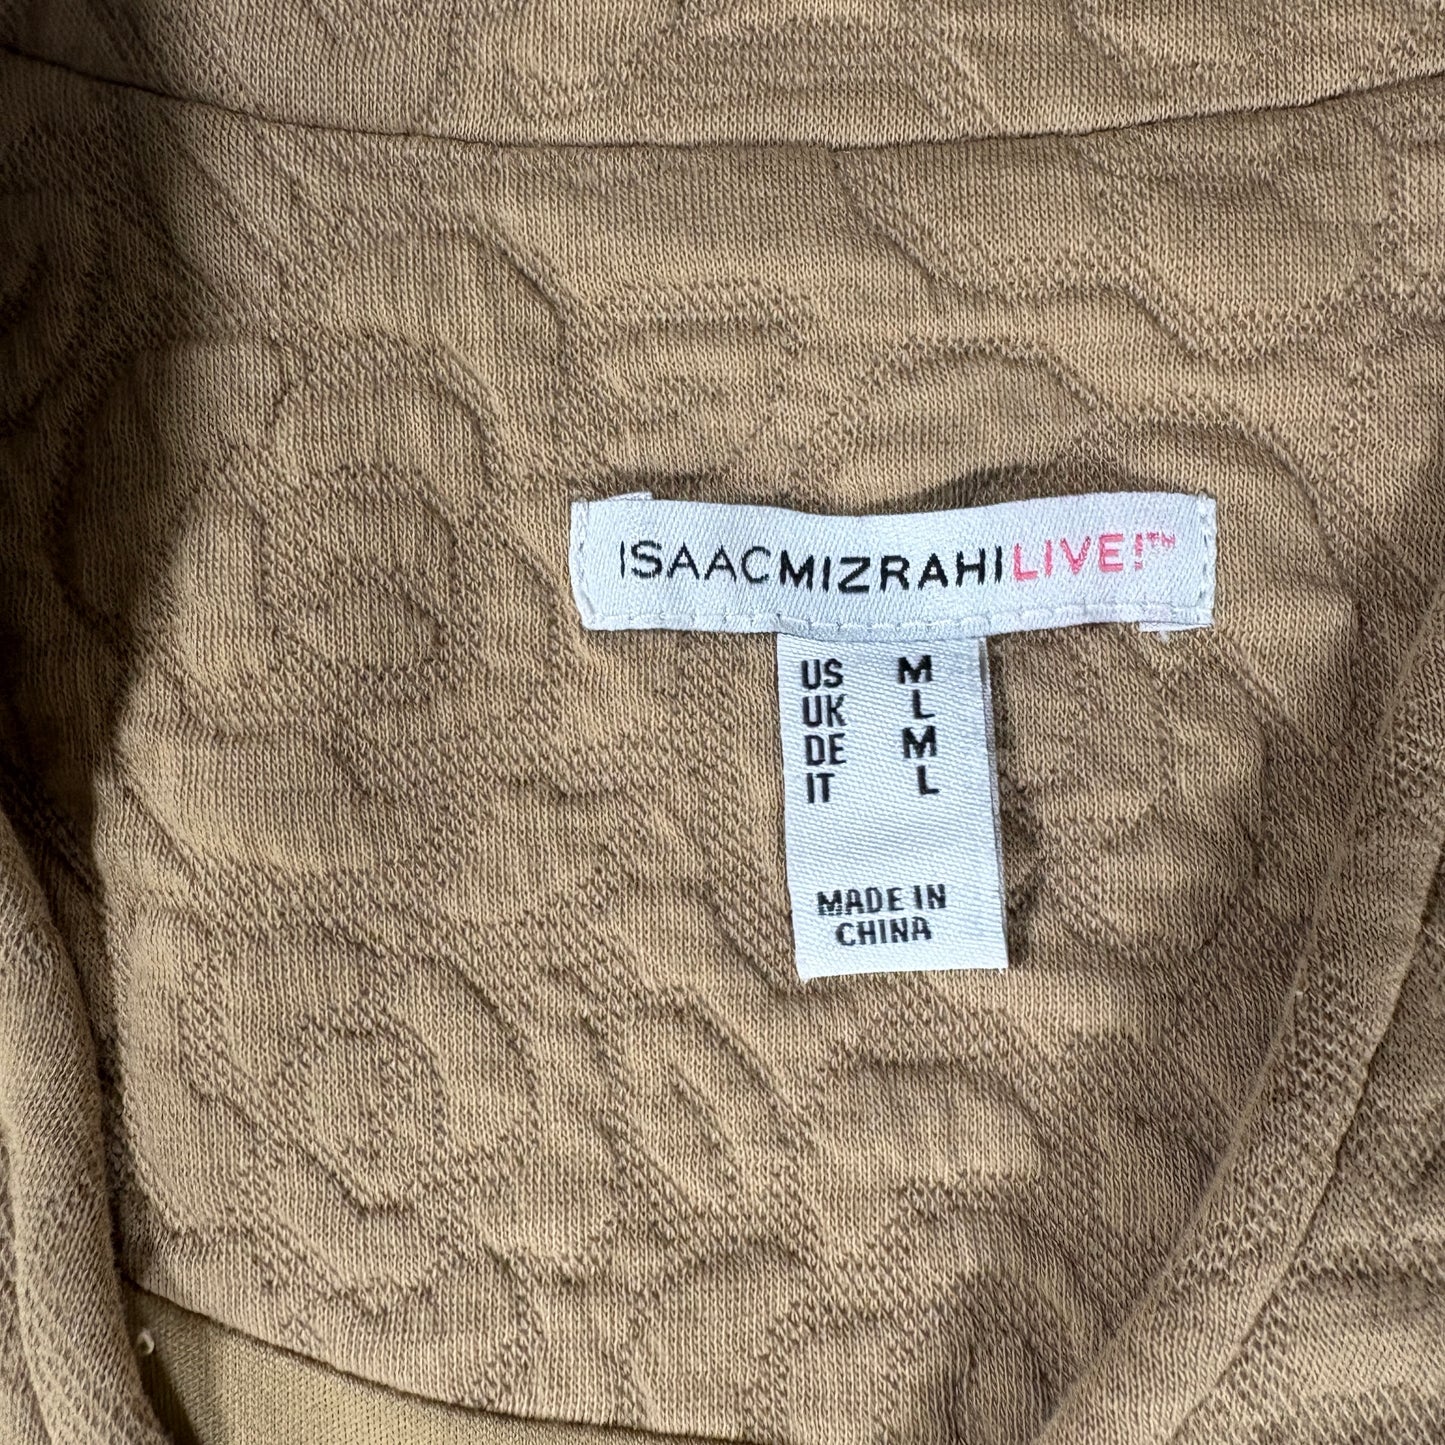 ISAACMIZRAHILIVE!™
US M
UK L
DE M
IT L
MADE IN
CHINA